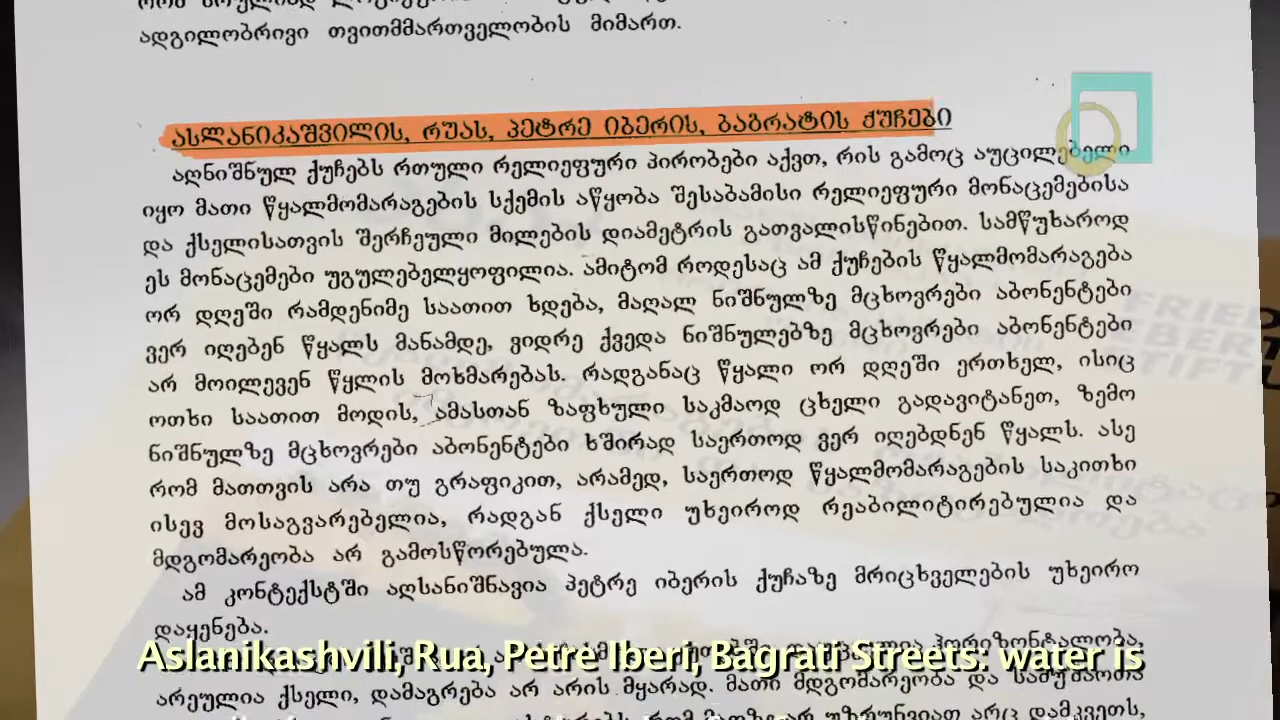 ადგილობრივი თვითმმართველობის მიმართ.
ასლანიკაშვილის, რუას, პეტრე იბერის, ბაგრატის ქუჩები
აღნიშნულ ქუჩებს რთული რელიეფური პირობები აქვთ, რის გამოც აუცილებელი
იყო მათი წყალმომარაგების სქემის აწყობა შესაბამისი რელიეფური მონაცემებისა
და ქსელისათვის შერჩეული მილების დიამეტრის გათვალისწინებით. სამწუხაროდ
ეს მონაცემები უგულებელყოფილია. ამიტომ როდესაც ამ ქუჩების წყალმომარაგება
ორ დღეში რამდენიმე საათით ხდება, მაღალ ნიშნულზე მცხოვრები აბონენტები
ვერ იღებენ წყალს მანამდე, ვიდრე ქვედა ნიშნულებზე მცხოვრები აბონენტები
არ მოილევენ წყლის მოხმარებას. რადგანაც წყალი ორ დღეში ერთხელ, ისიც
ოთხი საათით მოდის, ამასთან ზაფხული საკმაოდ ცხელი გადავიტანეთ, ზემო
ნიშნულზე მცხოვრები აბონენტები ხშირად საერთოდ ვერ იღებდნენ წყალს. ასე
რომ მათთვის არა თუ გრაფიკით, არამედ, საერთოდ წყალმომარაგების საკითხი
ისევ მოსაგვარებელია, რადგან ქსელი უხეიროდ რეაბილიტირებულია და
მდგომარეობა არ გამოსწორებულა.
ამ კონტექსტში აღსანიშნავია პეტრე იბერის ქუჩაზე მრიცხველების უხეირო
დაყენება.
ჰორიზონტალობა,
Aslanikashvili, Rua, Petre Iberi, Bagrati Streets: water is
არეულია ქსელი, დამაგრება არ არის მყარად. მათი მდგომარეობა და
FRIED
EBERT
STIFTU